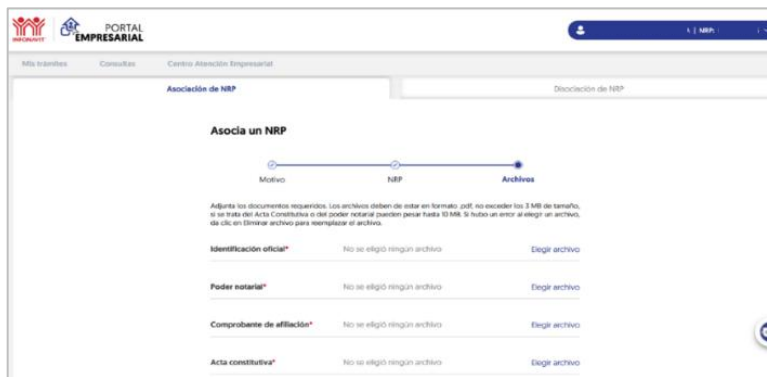 INFONAVIT
PORTAL
EMPRESARIAL
NRP:
Mis trámites Consultas Centro Atención Empresarial
Asociación de NRP Disociación de NRP
Asocia un NRP
Motivo NRP Archivos
Adjunta los documentos requeridos. Los archivos deben de estar en formato .pdf, no exceder los 3 MB de tamaño,
si se trata del Acta Constitutiva o del poder notarial pueden pesar hasta 10 MB. Si hubo un error al elegir un archivo,
da clic en Eliminar archivo para reemplazar el archivo.
Identificación oficial* No se eligió ningún archivo Elegir archivo
Poder notarial* No se eligió ningún archivo Elegir archivo
Comprobante de afiliación* No se eligió ningún archivo Elegir archivo
Acta constitutiva* No se eligió ningún archivo Elegir archivo